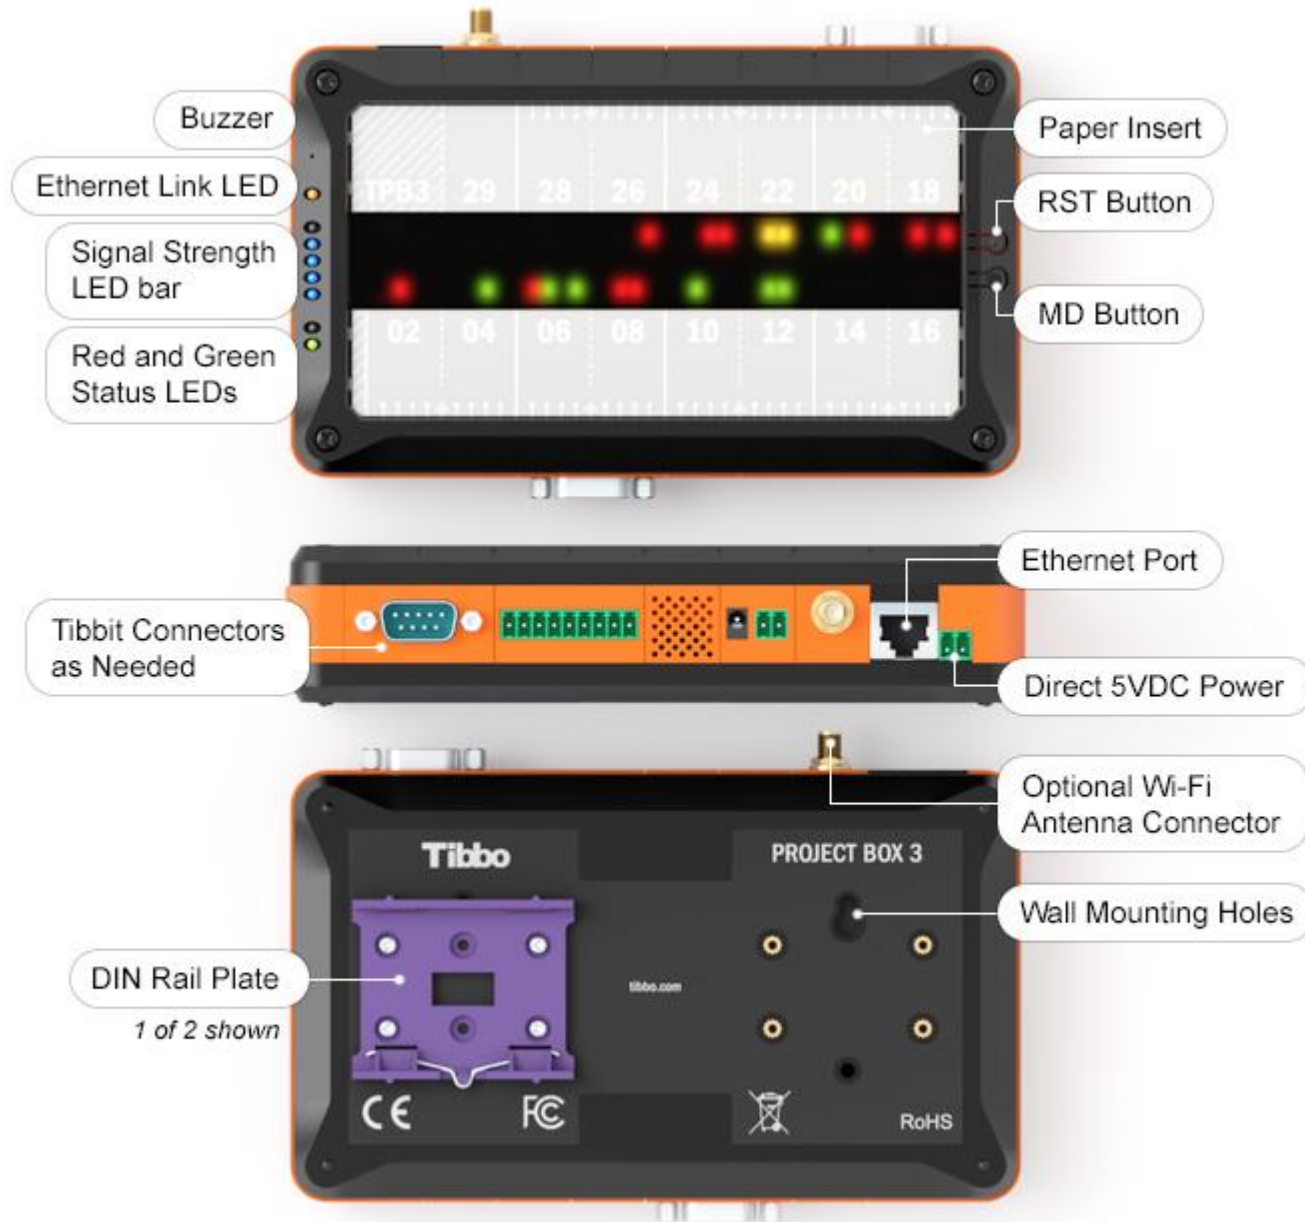 Buzzer
Ethernet Link LED
Signal Strength
LED bar
Red and Green
Status LEDs
Paper Insert
RST Button
MD Button
TPB3 29 28 26 24 22 20 18
02 04 06 08 10 12 14 16
Tibbit Connectors
as Needed
Ethernet Port
Direct 5VDC Power
Optional Wi-Fi
Antenna Connector
Wall Mounting Holes
DIN Rail Plate
1 of 2 shown
Tibbo
PROJECT BOX 3
tibbo.com
CE FC
RoHS